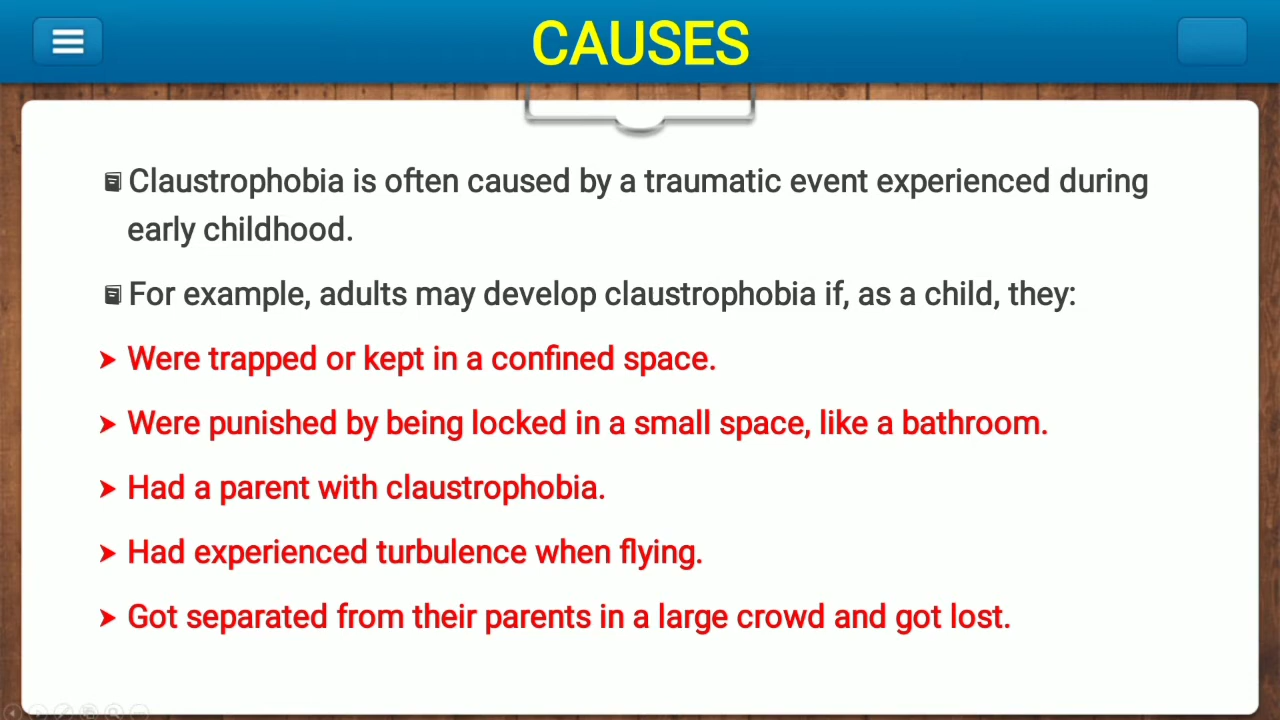 CAUSES
Claustrophobia is often caused by a traumatic event experienced during
early childhood.
For example, adults may develop claustrophobia if, as a child, they:
Were trapped or kept in a confined space.
Were punished by being locked in a small space, like a bathroom.
Had a parent with claustrophobia.
Had experienced turbulence when flying.
Got separated from their parents in a large crowd and got lost.